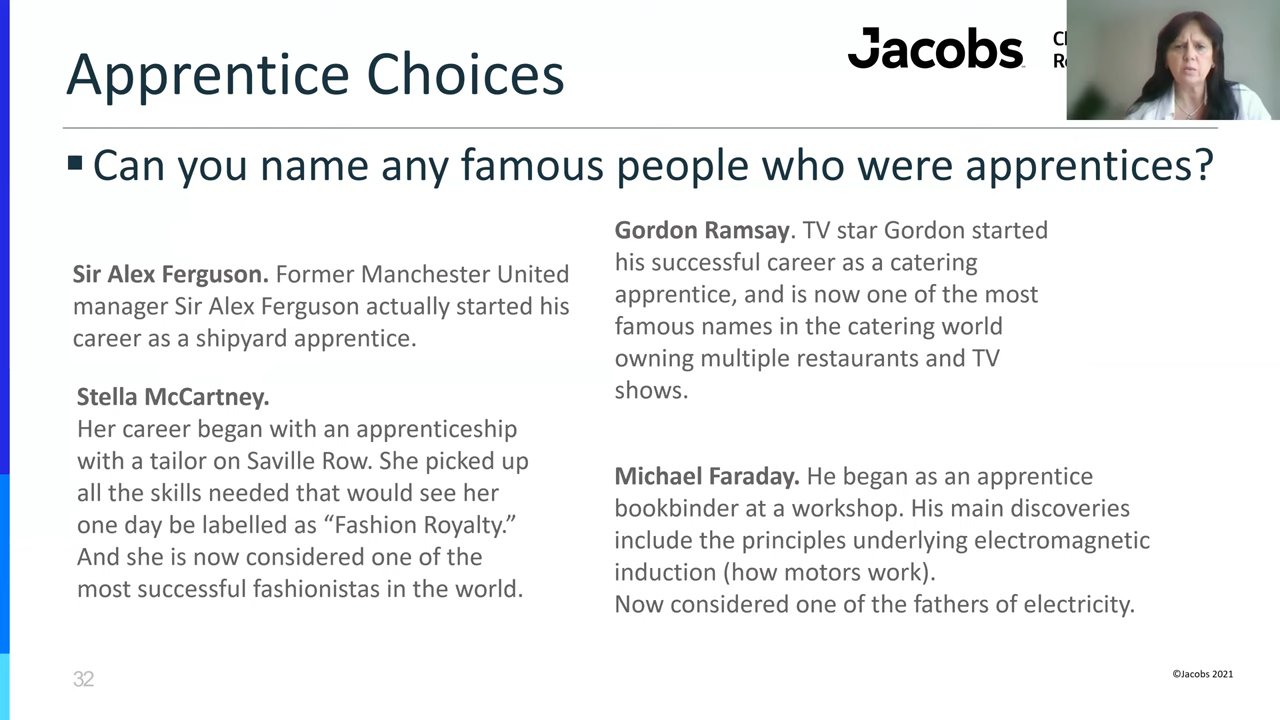 Apprentice Choices
Jacobs
▪ Can you name any famous people who were apprentices?
Sir Alex Ferguson. Former Manchester United
manager Sir Alex Ferguson actually started his
career as a shipyard apprentice.
Stella McCartney.
Her career began with an apprenticeship
with a tailor on Saville Row. She picked up
all the skills needed that would see her
one day be labelled as “Fashion Royalty.”
And she is now considered one of the
most successful fashionistas in the world.
Gordon Ramsay. TV star Gordon started
his successful career as a catering
apprentice, and is now one of the most
famous names in the catering world
owning multiple restaurants and TV
shows.
Michael Faraday. He began as an apprentice
bookbinder at a workshop. His main discoveries
include the principles underlying electromagnetic
induction (how motors work).
Now considered one of the fathers of electricity.
32
©Jacobs 2021